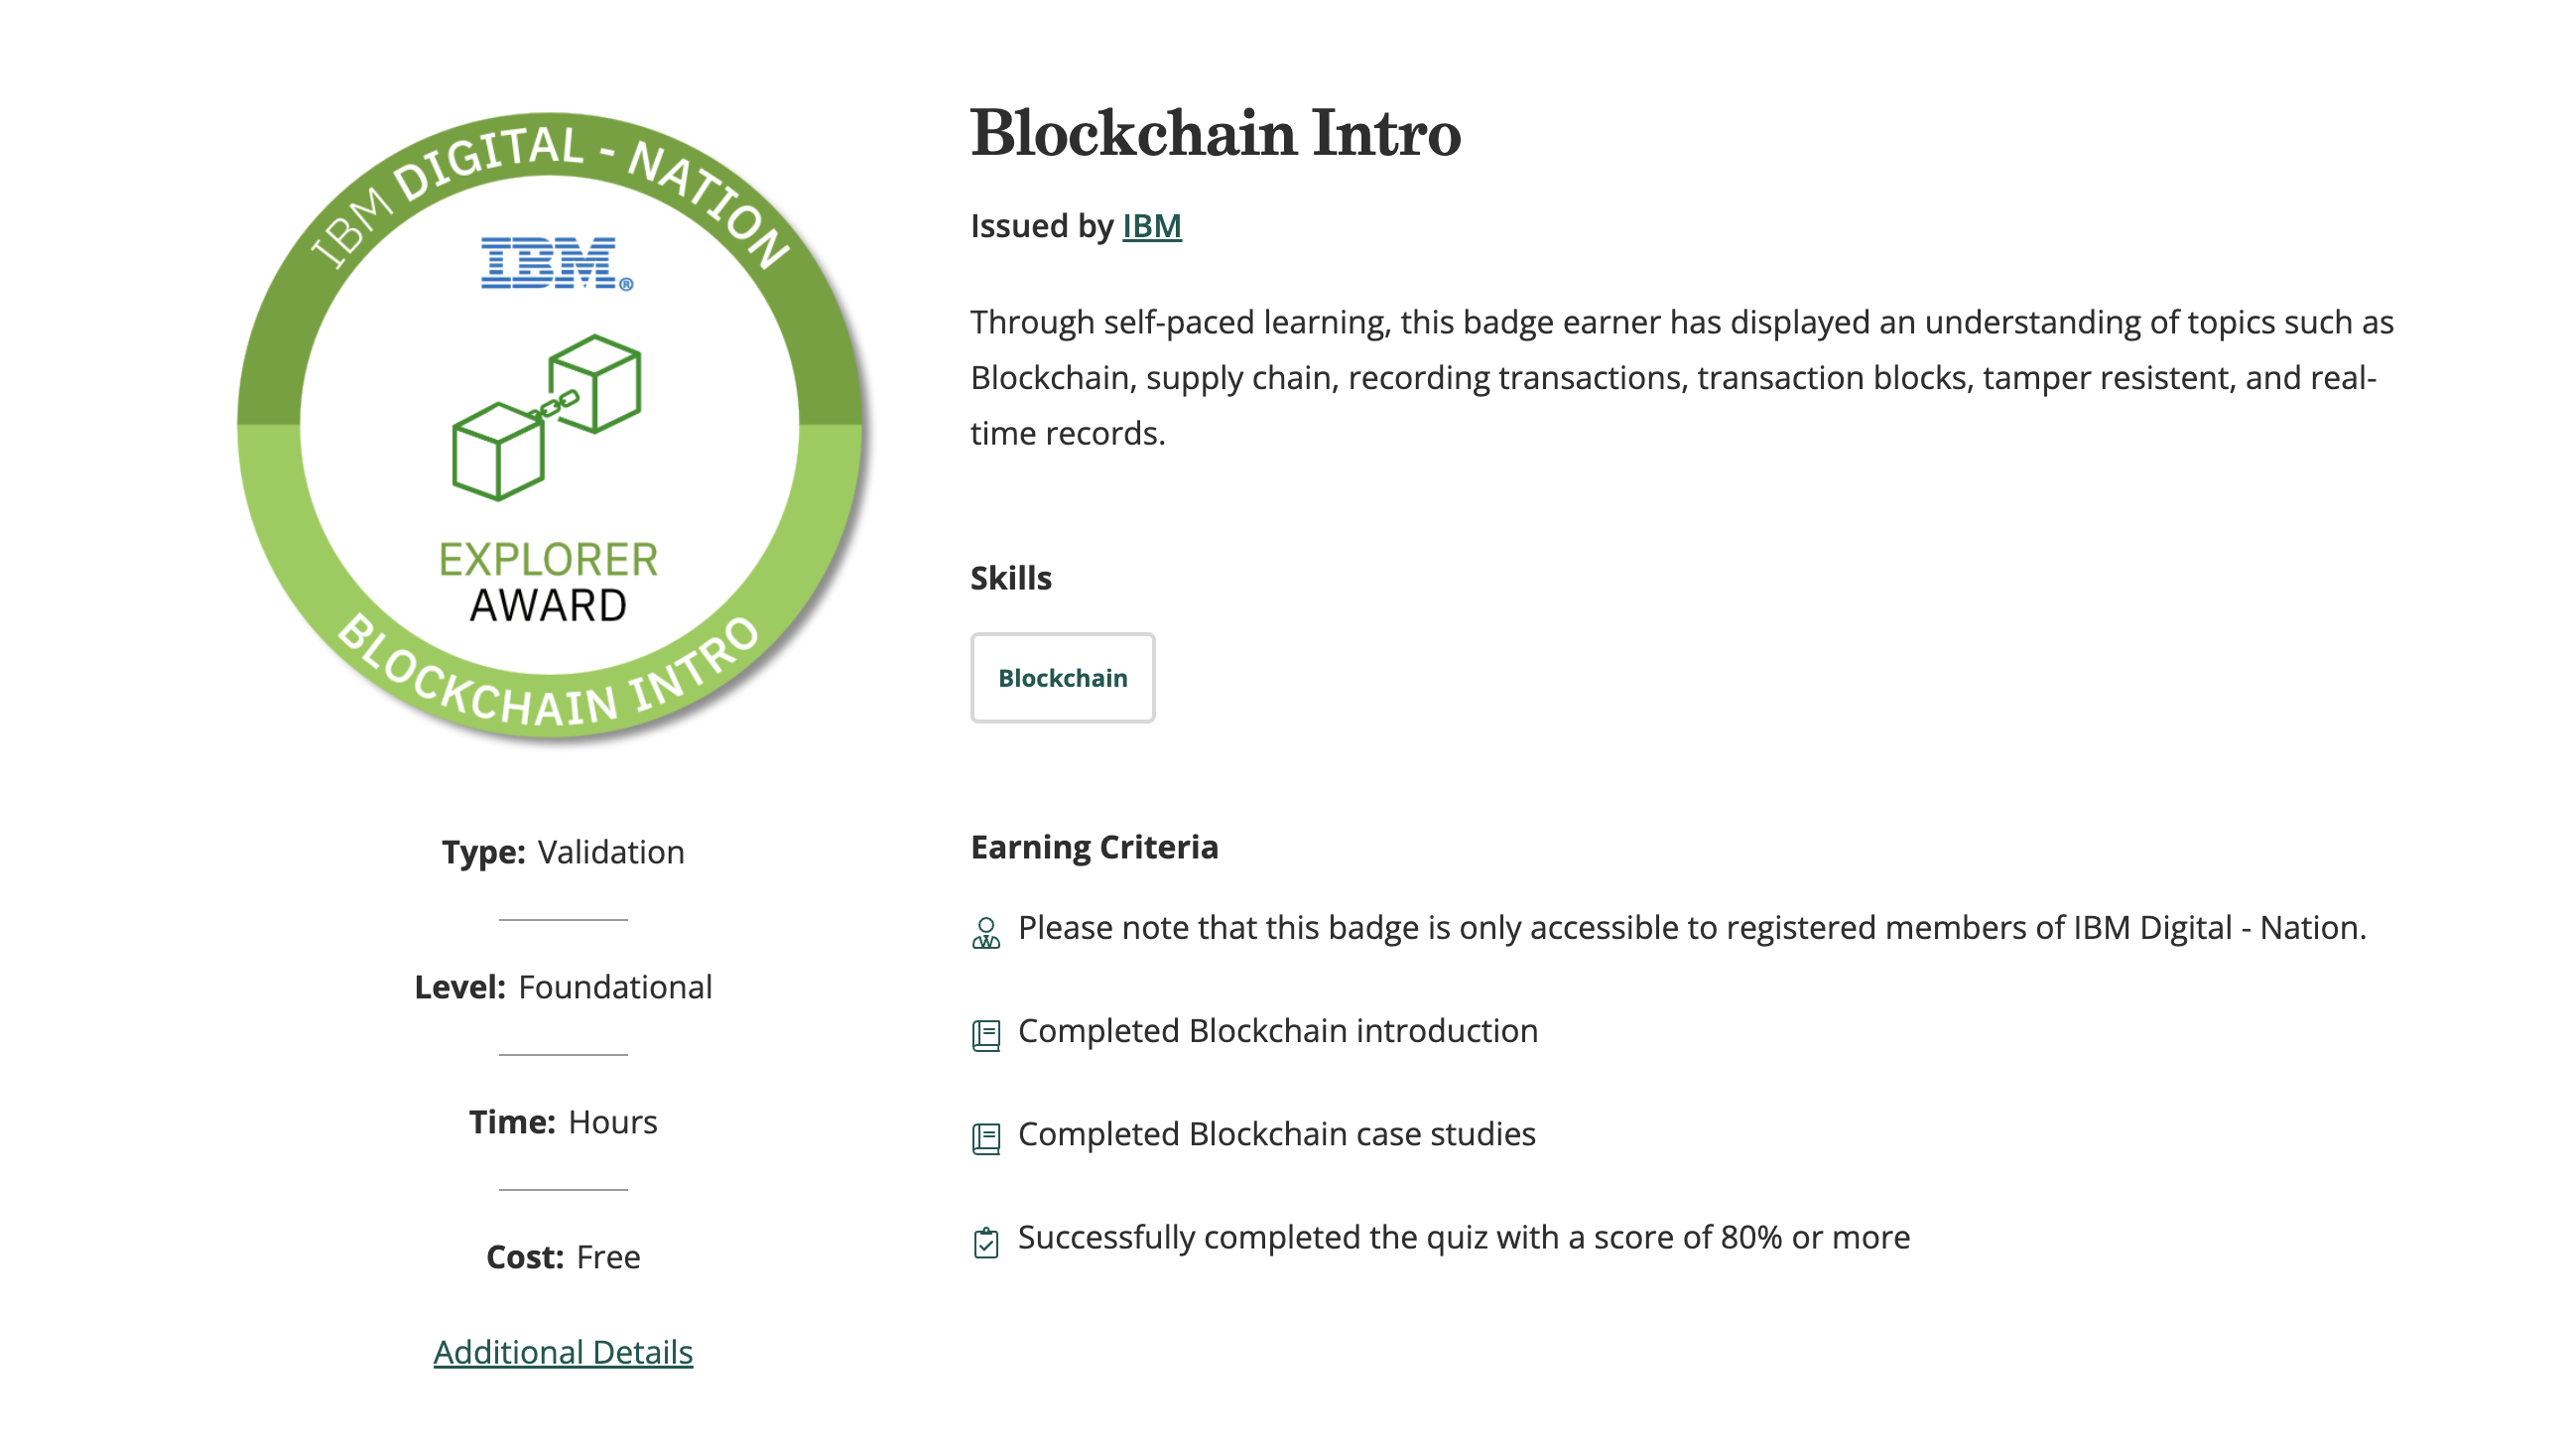 IBM DIGITAL - NATION
IBM®
EXPLORER
AWARD
BLOCKCHAIN INTRO
Type: Validation
Level: Foundational
Time: Hours
Cost: Free
Additional Details
Blockchain Intro
Issued by IBM
Through self-paced learning, this badge earner has displayed an understanding of topics such as
Blockchain, supply chain, recording transactions, transaction blocks, tamper resistent, and real-
time records.
Skills
Blockchain
Earning Criteria
Please note that this badge is only accessible to registered members of IBM Digital - Nation.
Completed Blockchain introduction
Completed Blockchain case studies
Successfully completed the quiz with a score of 80% or more